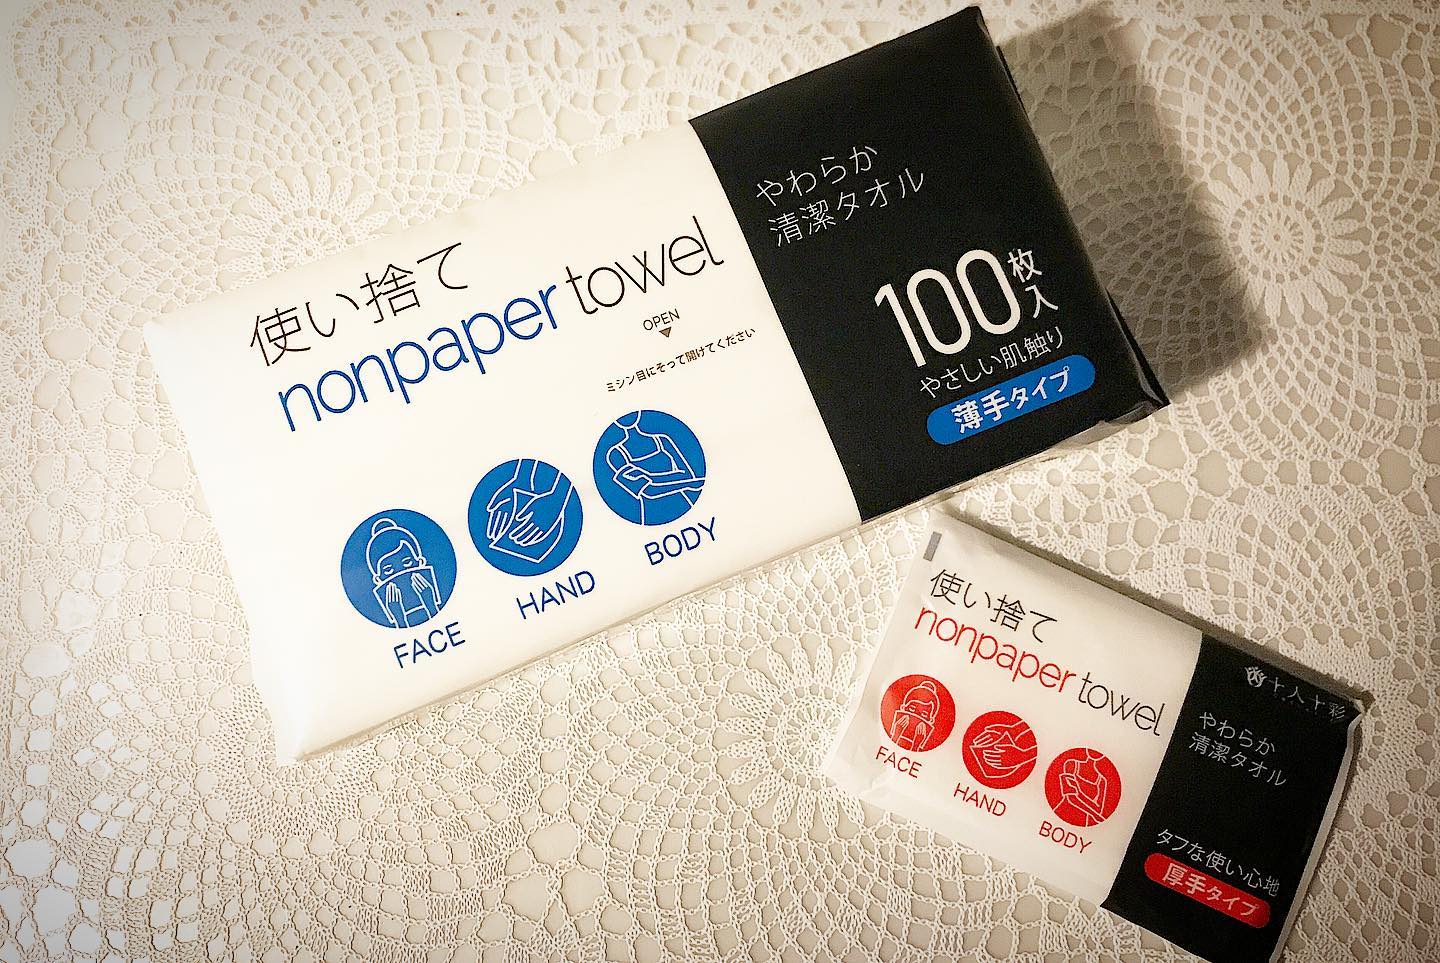 使い捨て
nonpaper towel
OPEN
ミシン目にそって開けてください
FACE
HAND
BODY
やわらか
清潔タオル
100枚入
やさしい肌触り
薄手タイプ
使い捨て
nonpaper towel
FACE
HAND
BODY
十人十彩
やわらか
清潔タオル
タフな使い心地
厚手タイプ